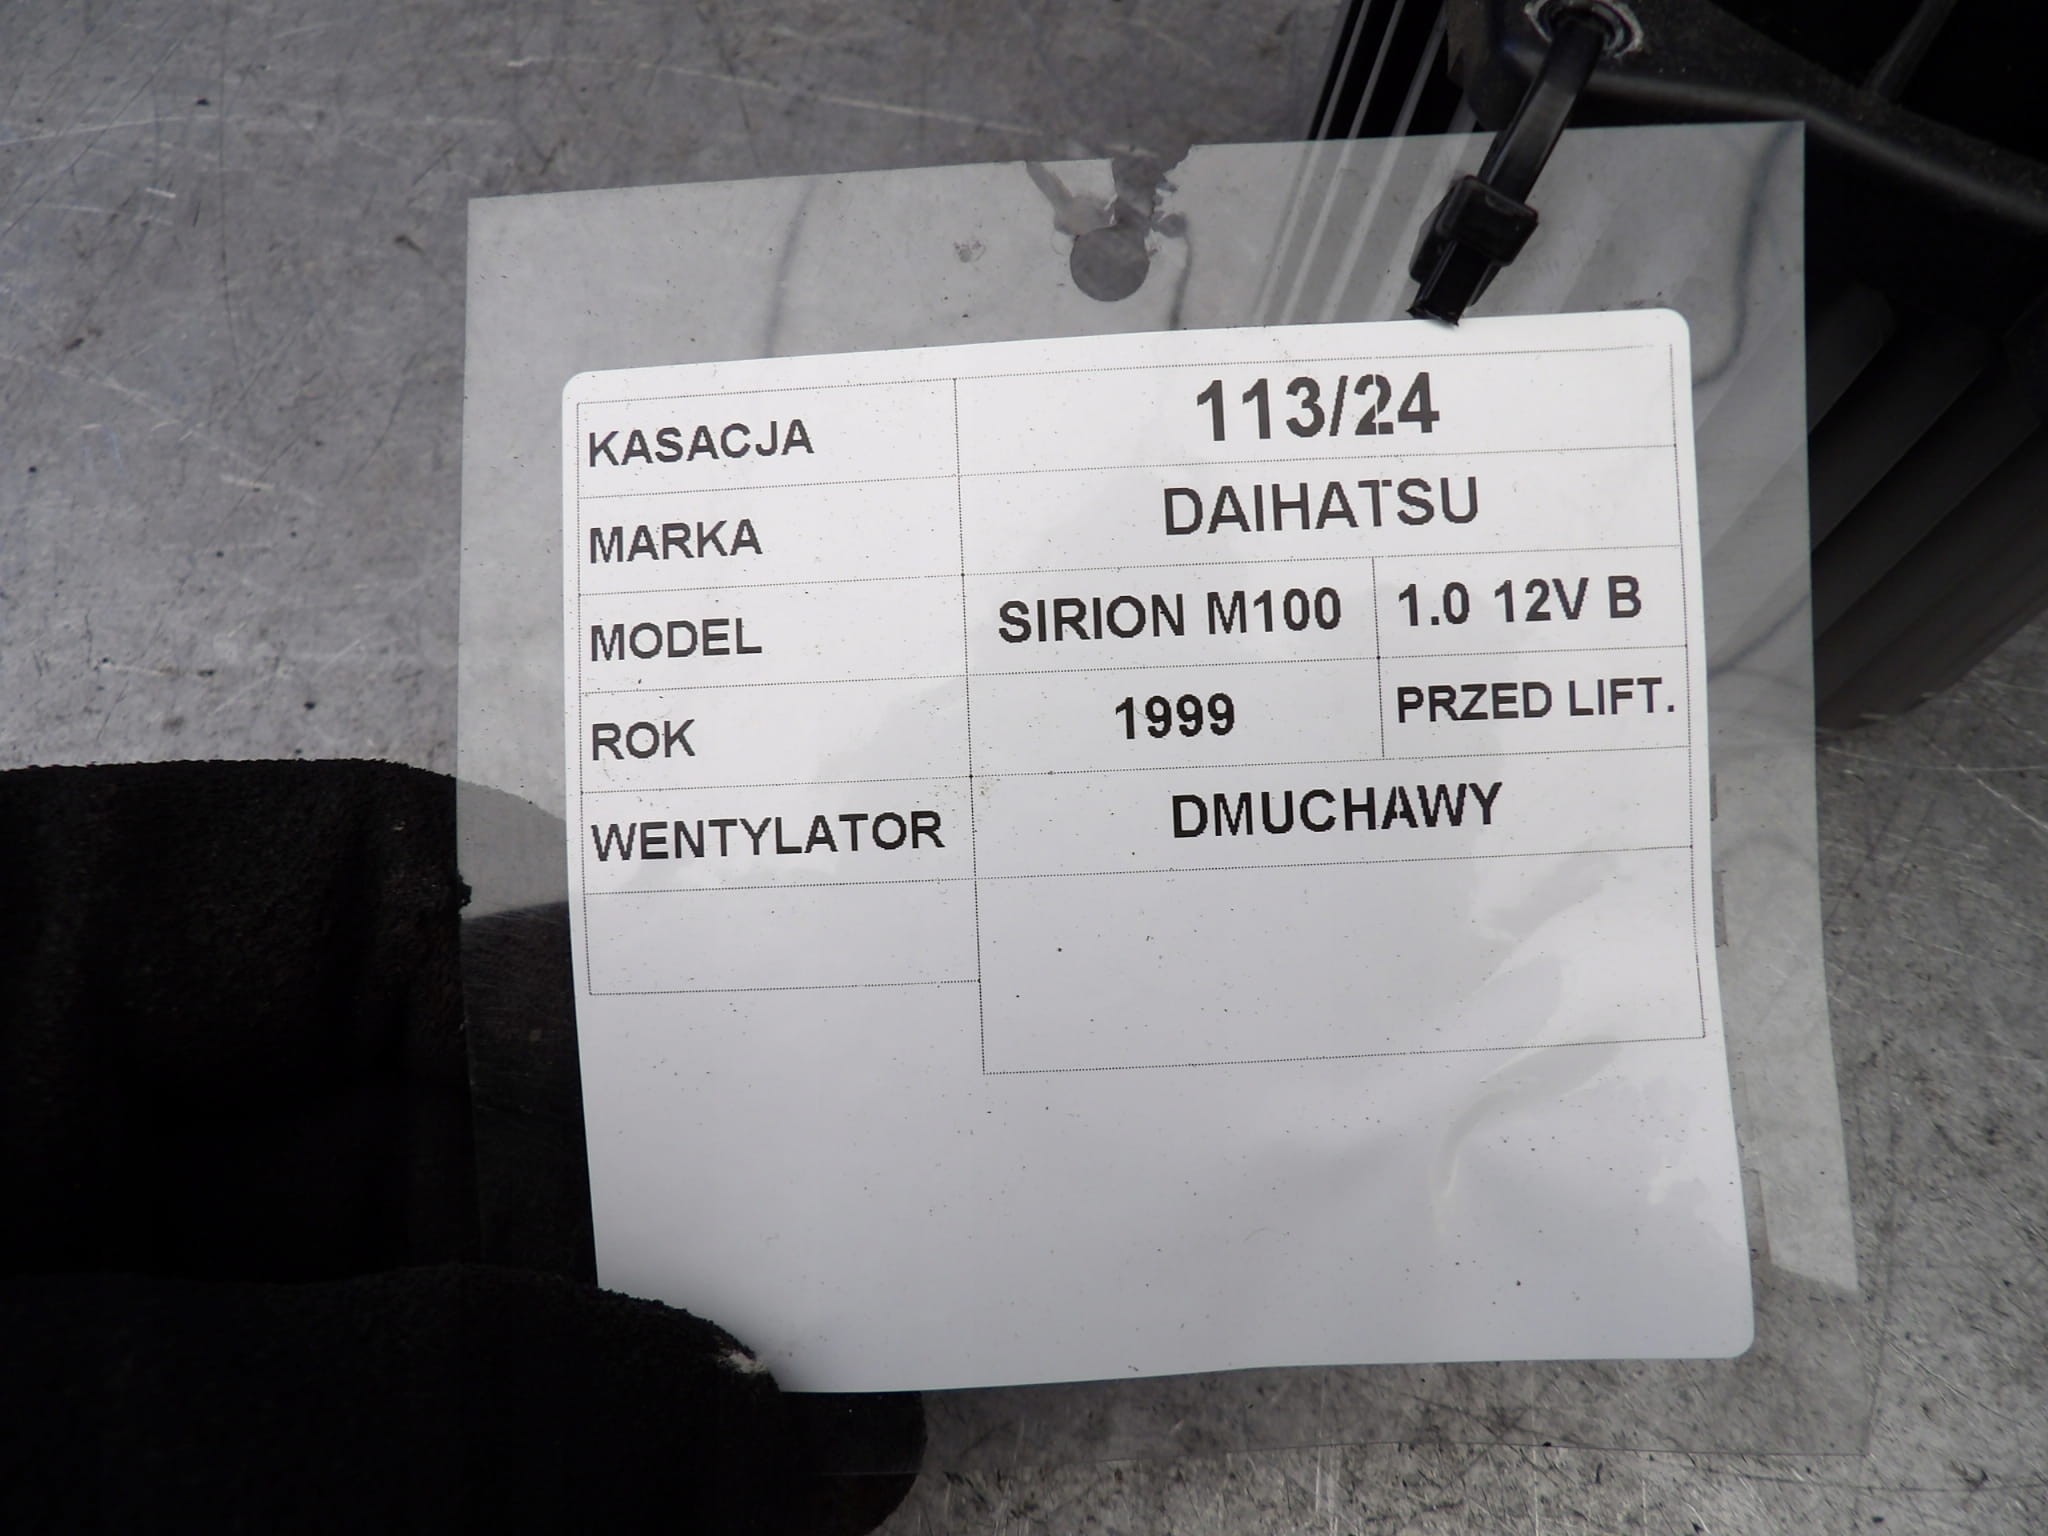 KASACJA 113/24
MARKA DAIHATSU
MODEL SIRION M100 1.0 12V B
ROK 1999 PRZED LIFT.
WENTYLATOR DMUCHAWY